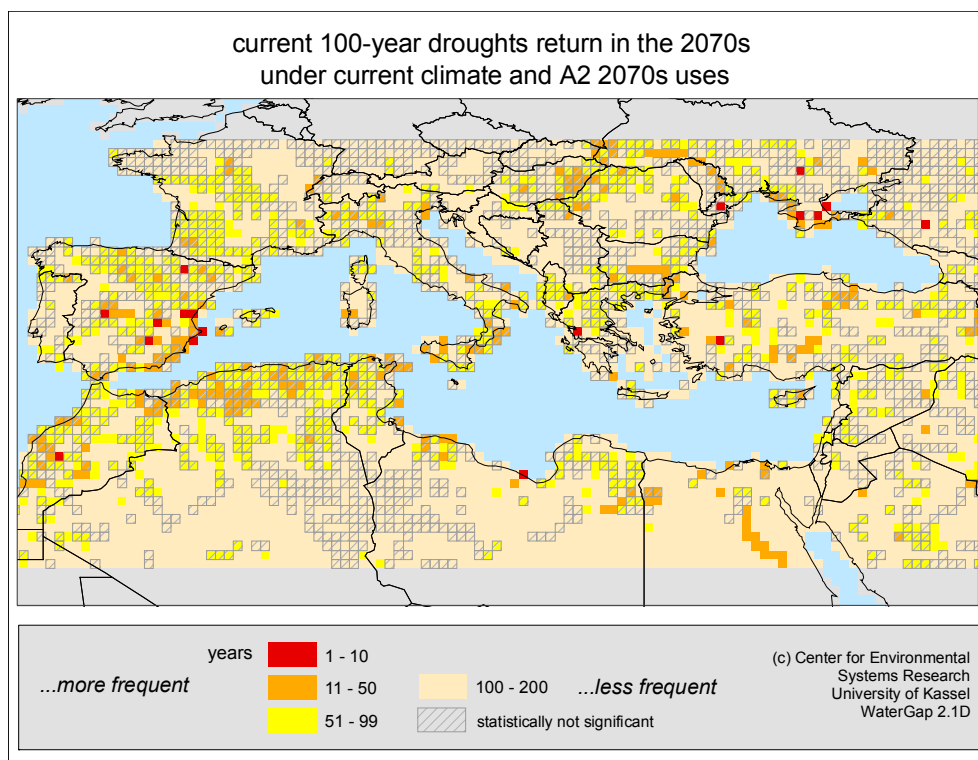 current 100-year droughts return in the 2070s
under current climate and A2 2070s uses
years
1 - 10
...more frequent
11 - 50
100 - 200
...less frequent
51 - 99
statistically not significant
(c) Center for Environmental
Systems Research
University of Kassel
WaterGap 2.1D